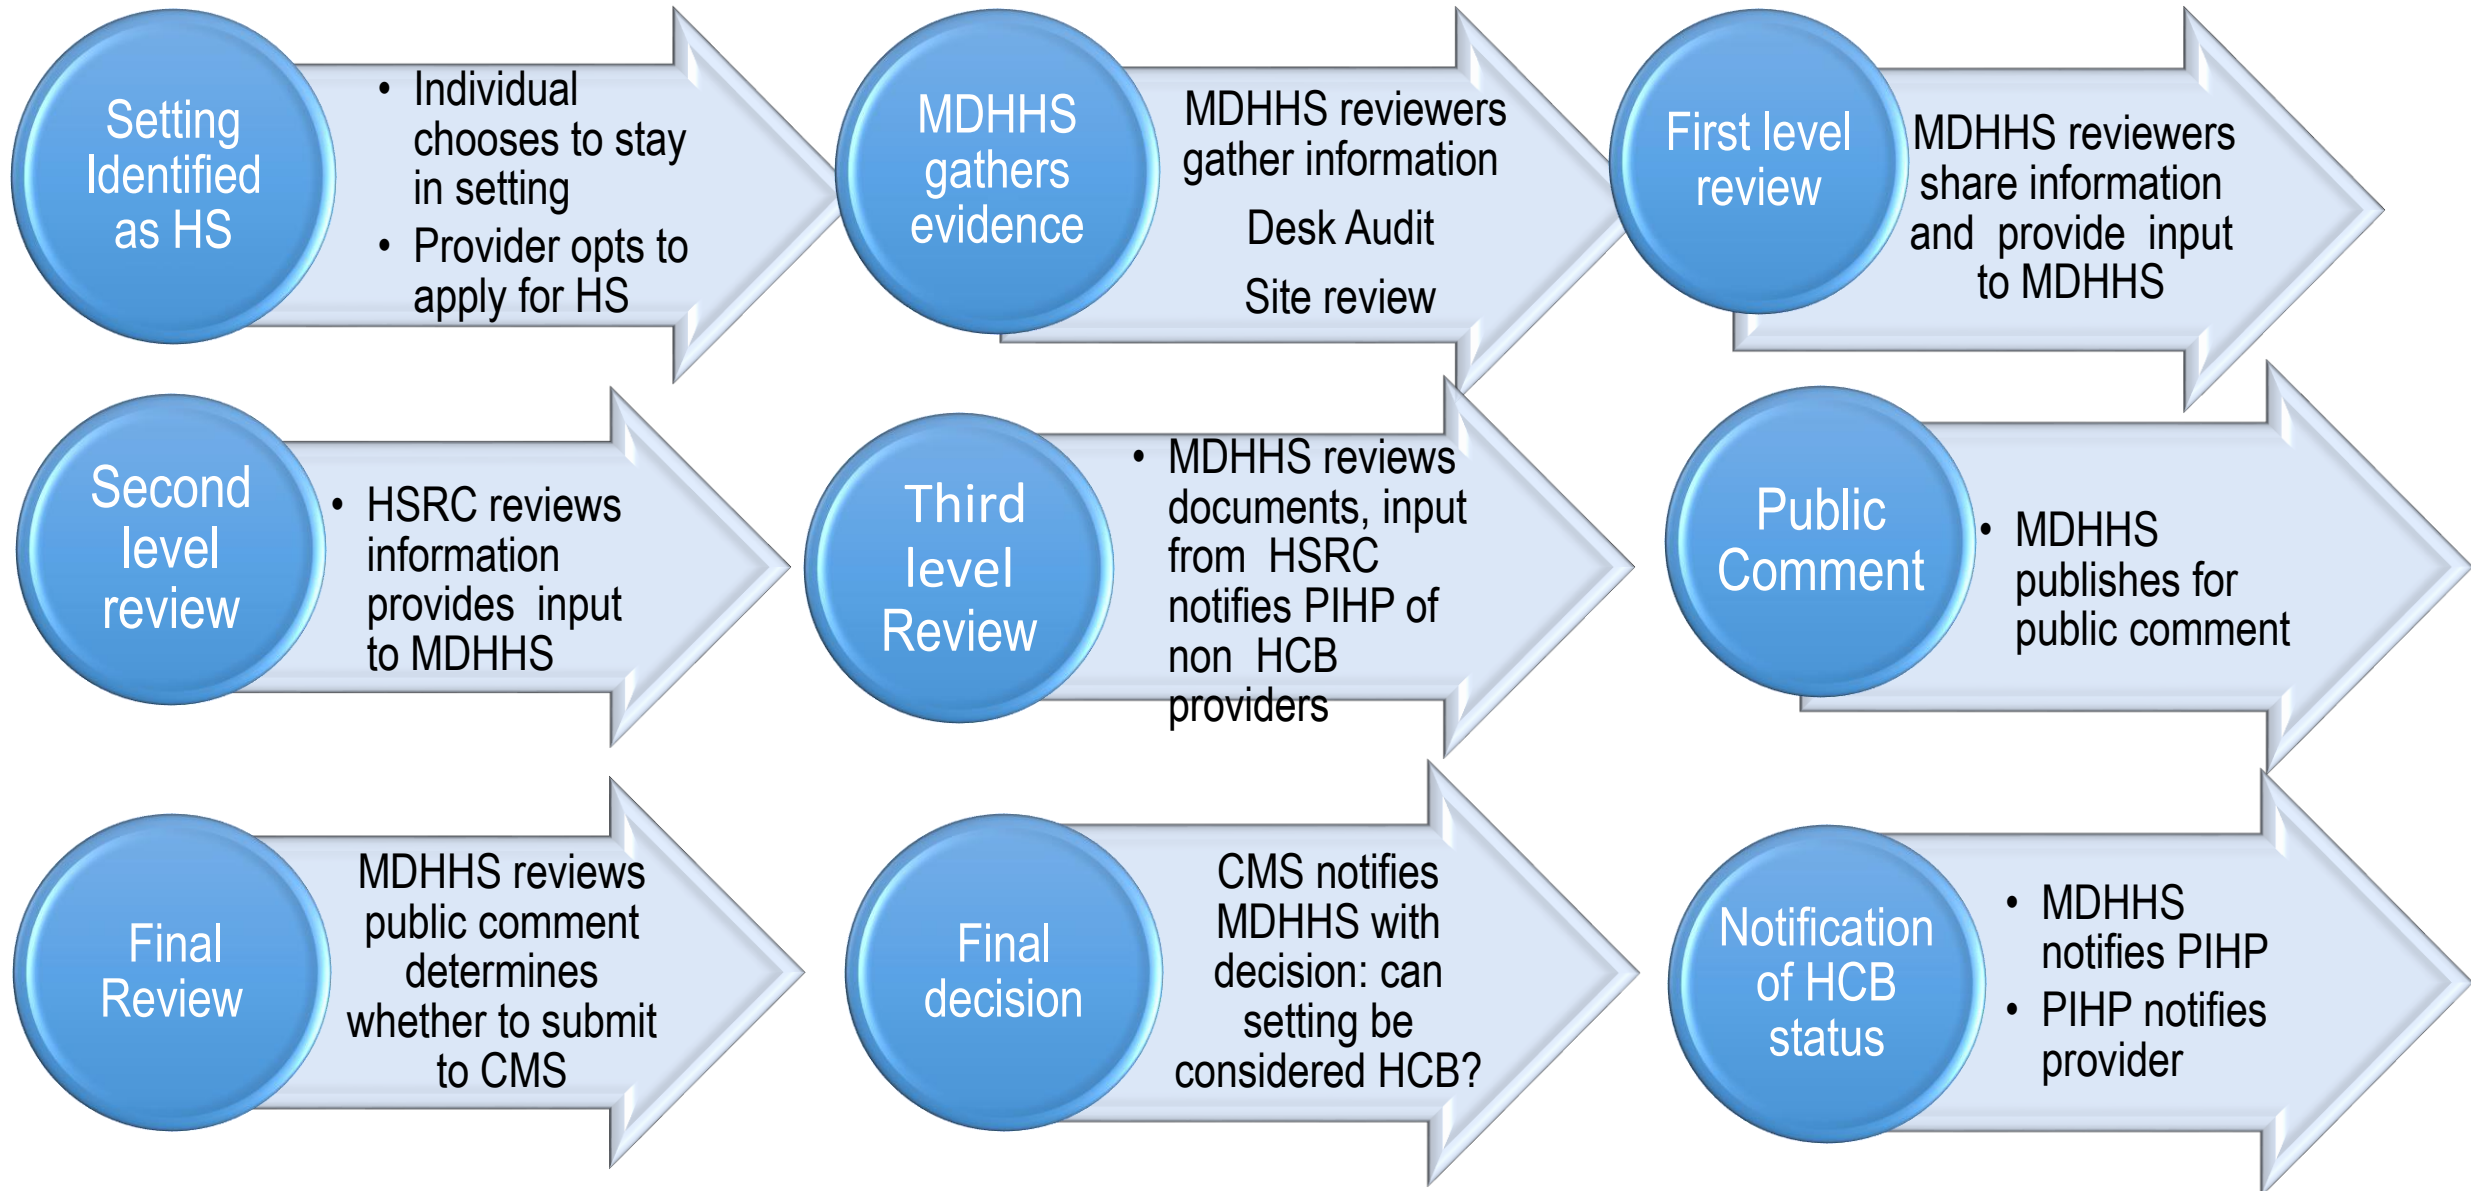 Setting
Identified
as HS
• Individual
chooses to stay
in setting
• Provider opts to
apply for HS
MDHHS
gathers
evidence
MDHHS reviewers
gather information
Desk Audit
Site review
First level
review
MDHHS reviewers
share information
and provide input
to MDHHS
Second
level
review
• HSRC reviews
information
provides input
to MDHHS
Third
level
Review
• MDHHS reviews
documents, input
from HSRC
notifies PIHP of
non HCB
providers
Public
Comment
• MDHHS
publishes for
public comment
Final
Review
MDHHS reviews
public comment
determines
whether to submit
to CMS
Final
decision
CMS notifies
MDHHS with
decision: can
setting be
considered HCB?
Notification
of HCB
status
• MDHHS
notifies PIHP
• PIHP notifies
provider